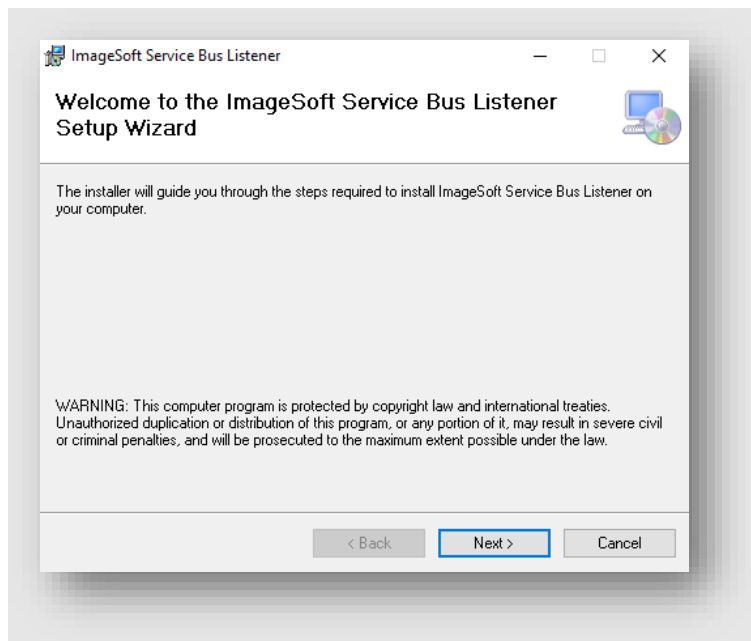 ImageSoft Service Bus Listener
Welcome to the ImageSoft Service Bus Listener
Setup Wizard
The installer will guide you through the steps required to install ImageSoft Service Bus Listener on
your computer.
WARNING: This computer program is protected by copyright law and international treaties.
Unauthorized duplication or distribution of this program, or any portion of it, may result in severe civil
or criminal penalties, and will be prosecuted to the maximum extent possible under the law.
< Back Next > Cancel